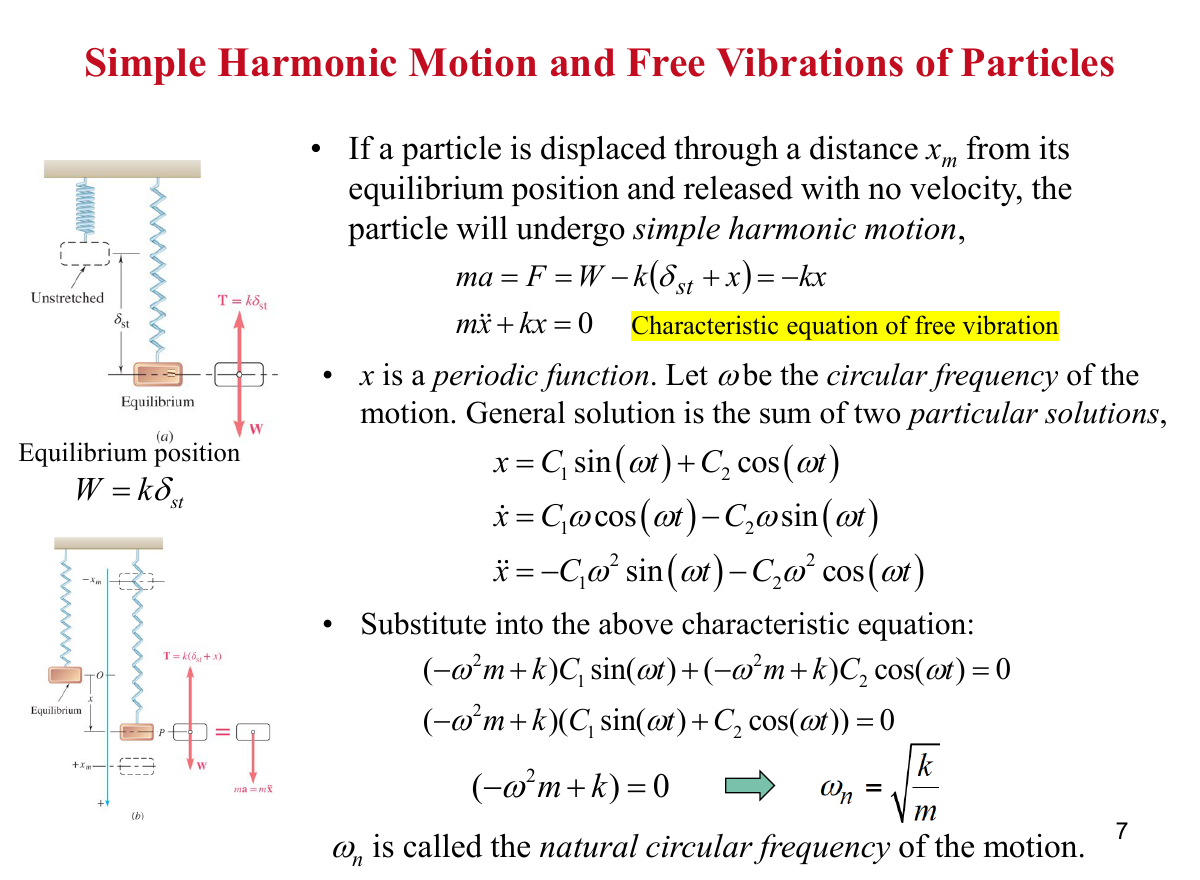 Simple Harmonic Motion and Free Vibrations of Particles
• If a particle is displaced through a distance xₘ from its
equilibrium position and released with no velocity, the
particle will undergo simple harmonic motion,
ma = F = W − k(δst + x) = −kx
mẍ + kx = 0 Characteristic equation of free vibration
• x is a periodic function. Let ω be the circular frequency of the
motion. General solution is the sum of two particular solutions,
x = C₁ sin(ωt) + C₂ cos(ωt)
ẋ = C₁ω cos(ωt) − C₂ω sin(ωt)
ẍ = −C₁ω² sin(ωt) − C₂ω² cos(ωt)
• Substitute into the above characteristic equation:
(−ω²m + k)C₁ sin(ωt) + (−ω²m + k)C₂ cos(ωt) = 0
(−ω²m + k)(C₁ sin(ωt) + C₂ cos(ωt)) = 0
(−ω²m + k) = 0 ⇒ ωₙ = √(k/m)
ωₙ is called the natural circular frequency of the motion.
7
Unstretched
δst
T = kδst
Equilibrium
W
(a)
Equilibrium position
W = kδst
−xₘ
T = k(δst + x)
O
x
Equilibrium
P
=
+xₘ
W
ma = mẍ
+
(b)